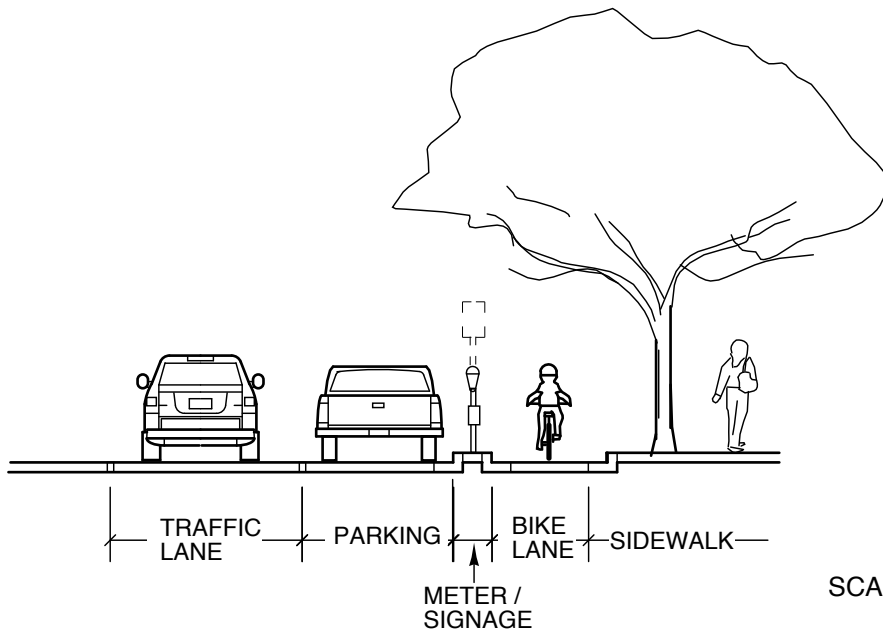 TRAFFIC
LANE
PARKING
BIKE
LANE
SIDEWALK
METER /
SIGNAGE
SCA